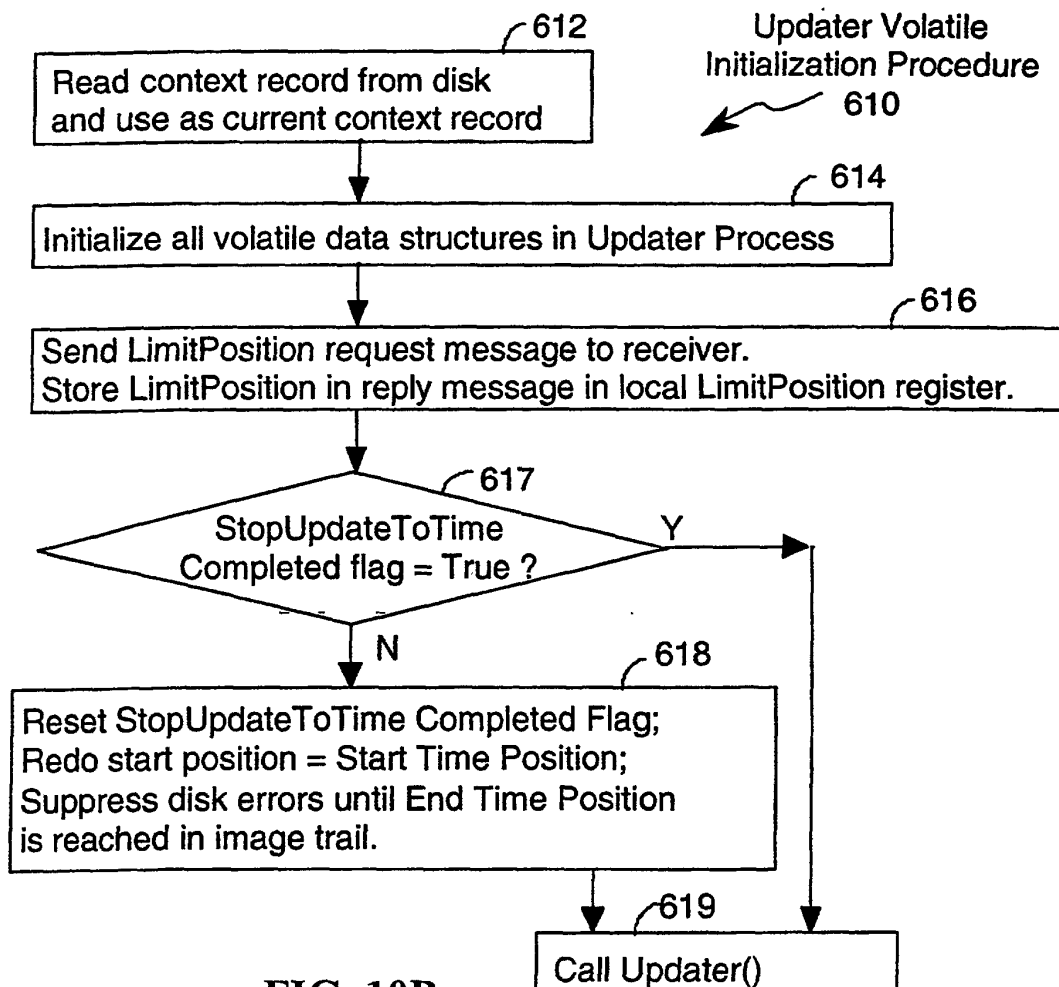 612
Updater Volatile
Initialization Procedure
610
Read context record from disk
and use as current context record
614
Initialize all volatile data structures in Updater Process
616
Send LimitPosition request message to receiver.
Store LimitPosition in reply message in local LimitPosition register.
617
StopUpdateToTime
Completed flag = True ?
Y
N
618
Reset StopUpdateToTime Completed Flag;
Redo start position = Start Time Position;
Suppress disk errors until End Time Position
is reached in image trail.
619
Call Updater()
FIG. 10B